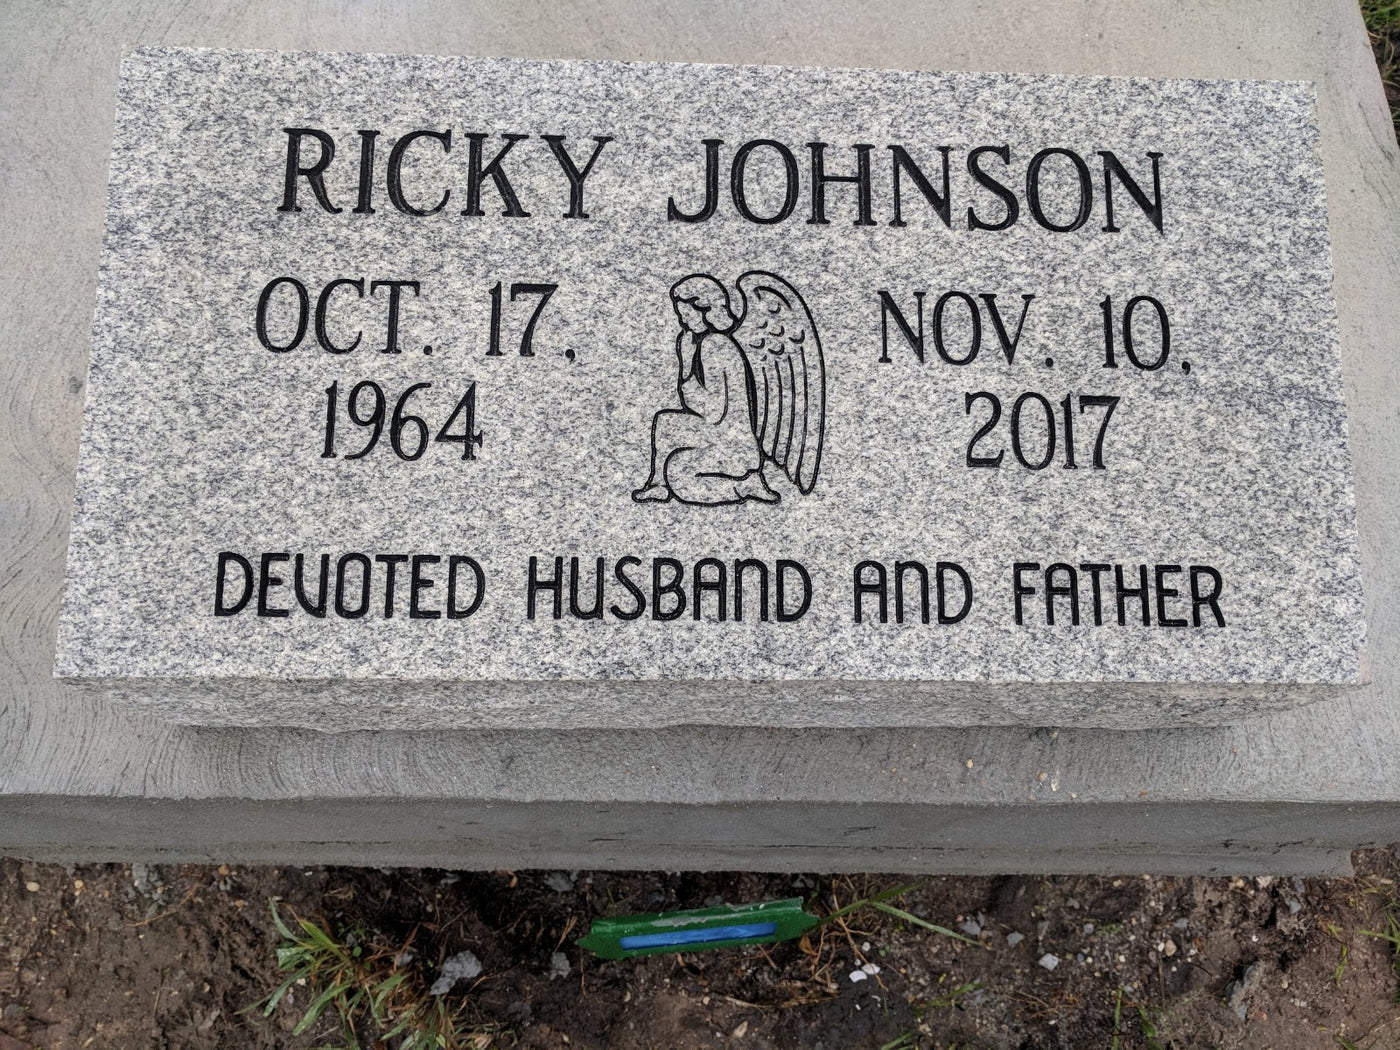 RICKY JOHNSON
OCT. 17, NOV. 10,
1964 2017
DEVOTED HUSBAND AND FATHER